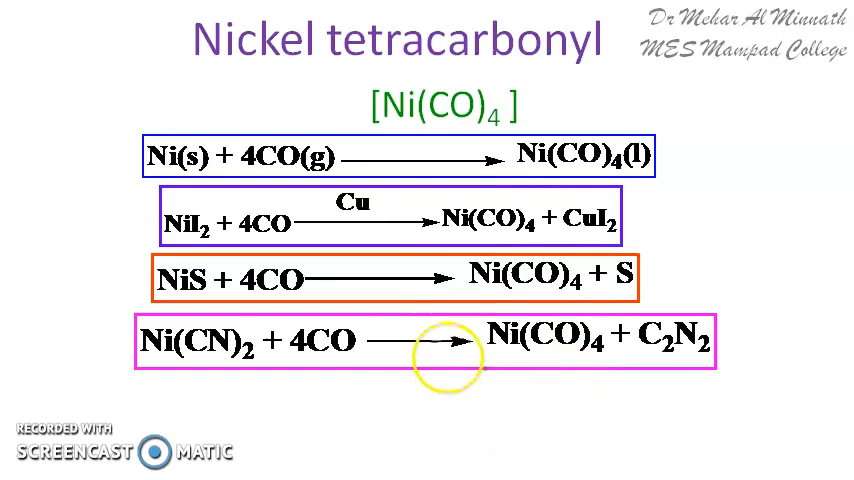 Dr Mehar Al Minnath
MES Mampad College
Nickel tetracarbonyl
[Ni(CO)₄ ]
Ni(s) + 4CO(g) ⟶ Ni(CO)₄(l)
Cu
NiI₂ + 4CO ⟶ Ni(CO)₄ + CuI₂
NiS + 4CO ⟶ Ni(CO)₄ + S
Ni(CN)₂ + 4CO ⟶ Ni(CO)₄ + C₂N₂
RECORDED WITH
SCREENCAST MATIC